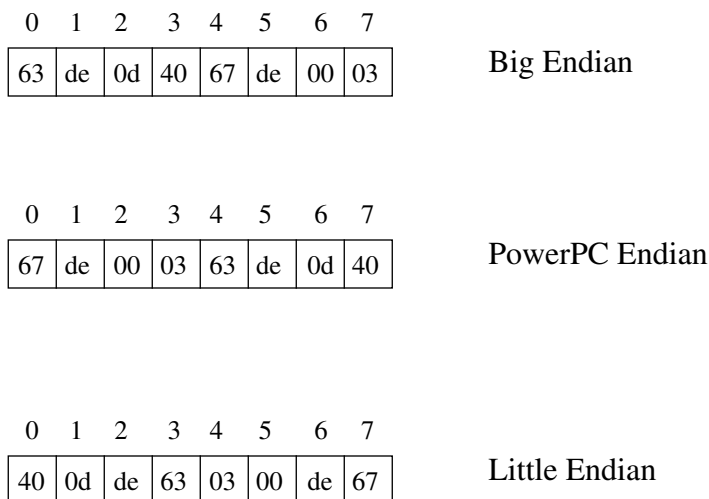 0 1 2 3 4 5 6 7
63 de 0d 40 67 de 00 03 Big Endian
0 1 2 3 4 5 6 7
67 de 00 03 63 de 0d 40 PowerPC Endian
0 1 2 3 4 5 6 7
40 0d de 63 03 00 de 67 Little Endian